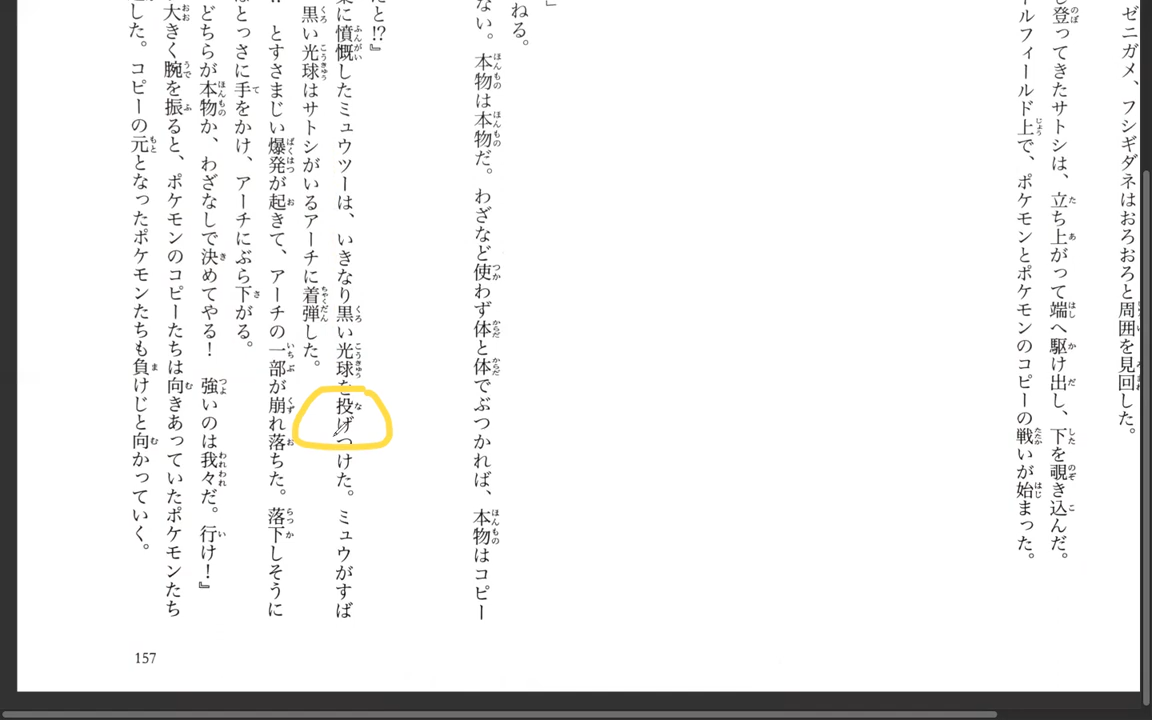 ゼニガメ、フシギダネはおろおろと周囲を見回した。
し登ってきたサトシは、立ち上がって端へ駆け出し、下を覗き込んだ。
ルフィールド上で、ポケモンとポケモンのコピーの戦いが始まった。
」
ねる。
ない。本物は本物だ。わざなど使わず体と体でぶつかれば、本物はコピー
だと!?』
葉に憤慨したミュウツーは、いきなり黒い光球を投げつけた。ミュウがすば
黒い光球はサトシがいるアーチに着弾した。
とすさまじい爆発が起きて、アーチの一部が崩れ落ちた。落下しそうに
はとっさに手をかけ、アーチにぶら下がる。
どちらが本物か、わざなしで決めてやる! 強いのは我々だ。行け!』
大きく腕を振ると、ポケモンのコピーたちは向きあっていたポケモンたち
した。コピーの元となったポケモンたちも負けじと向かっていく。
157